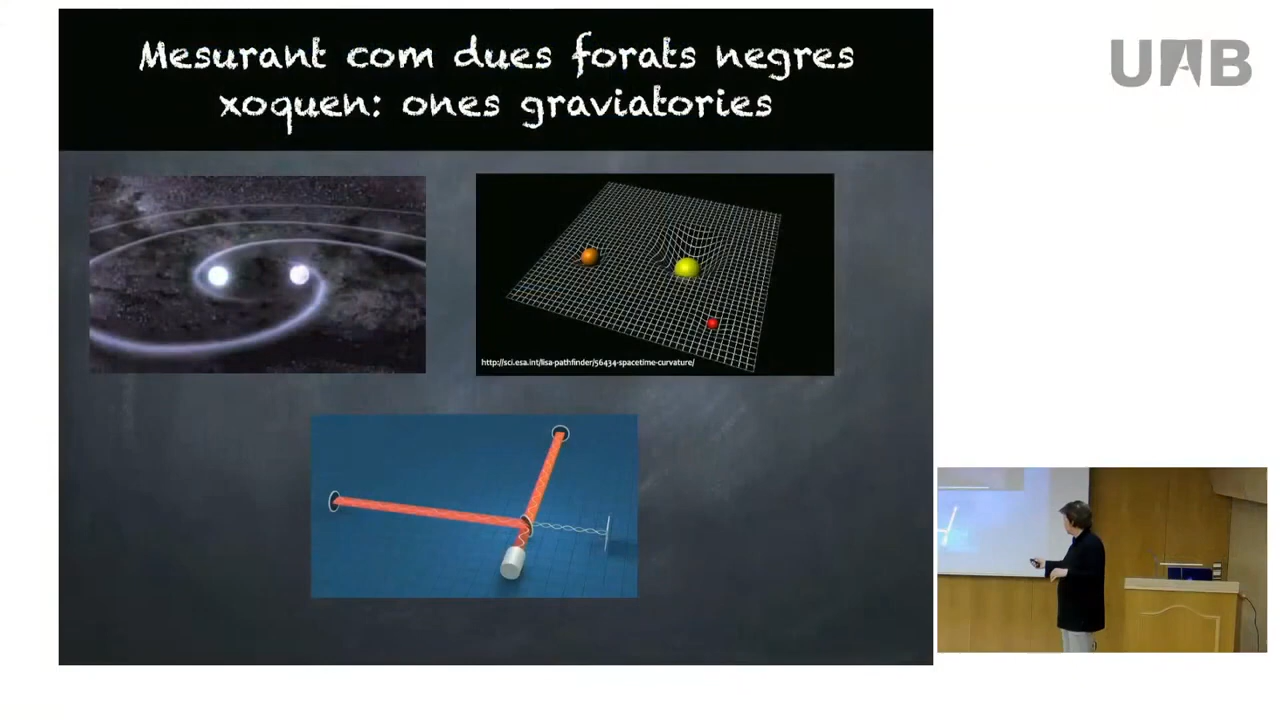 Mesurant com dues forats negres
xoquen: ones graviatories
UAB
http://sci.esa.int/lisa-pathfinder/56434-spacetime-curvature/